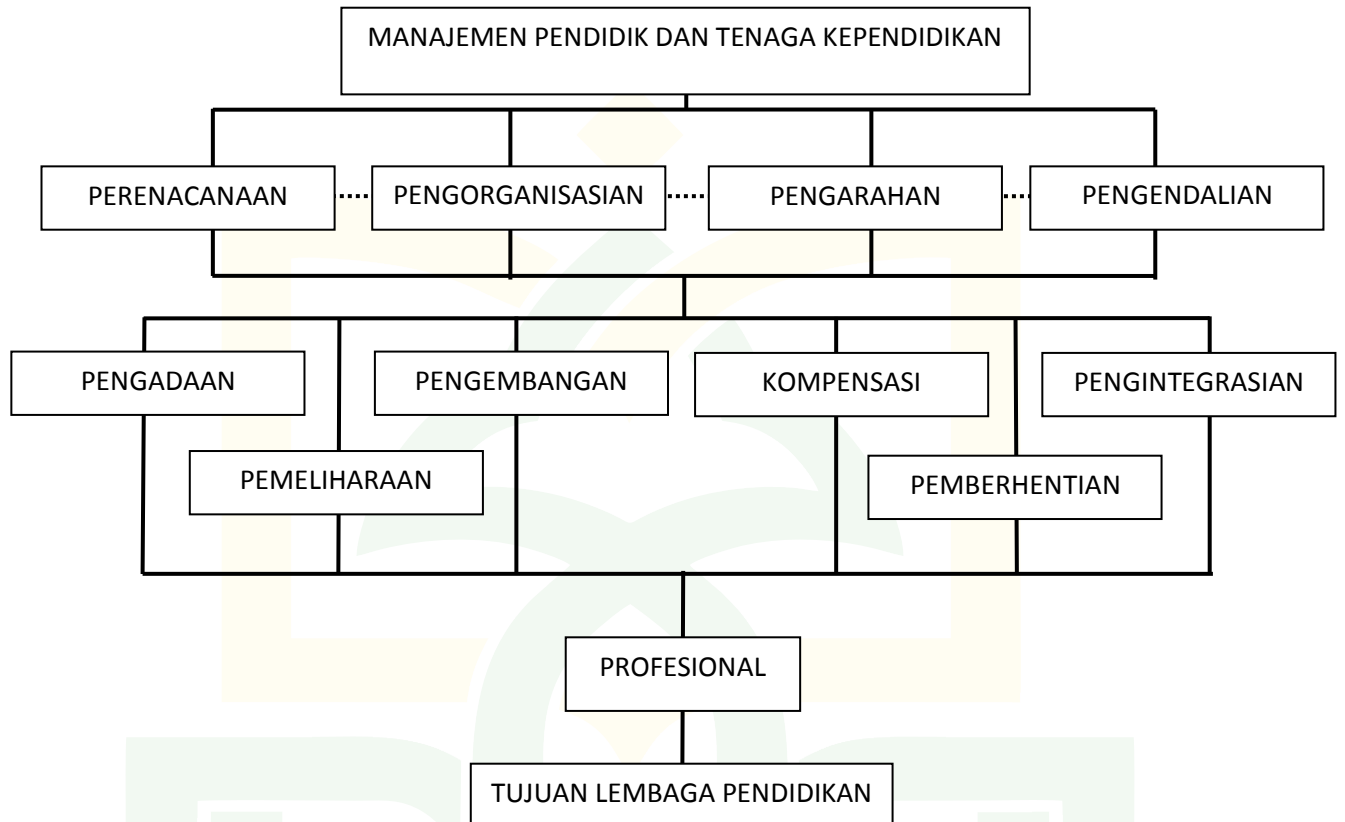 MANAJEMEN PENDIDIK DAN TENAGA KEPENDIDIKAN
PERENACANAAN
PENGORGANISASIAN
PENGARAHAN
PENGENDALIAN
PENGADAAN
PENGEMBANGAN
KOMPENSASI
PENGINTEGRASIAN
PEMELIHARAAN
PEMBERHENTIAN
PROFESIONAL
TUJUAN LEMBAGA PENDIDIKAN